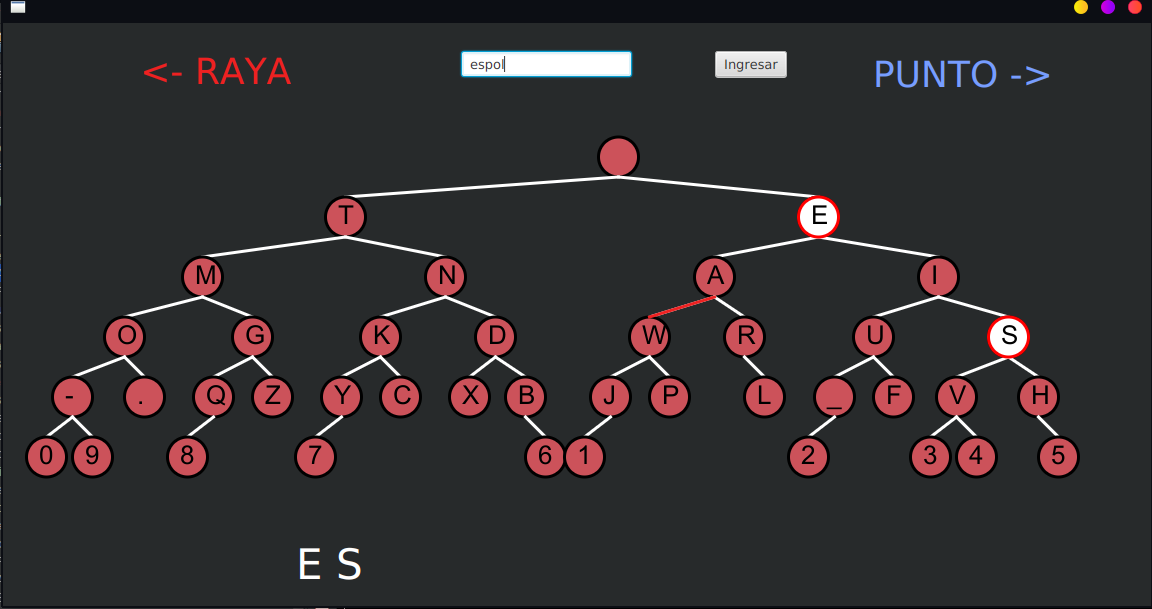 <- RAYA espol Ingresar PUNTO ->
T E
M N A I
O G K D W R U S
- . Q Z Y C X B J P L _ F V H
0 9 8 7 6 1 2 3 4 5
E S